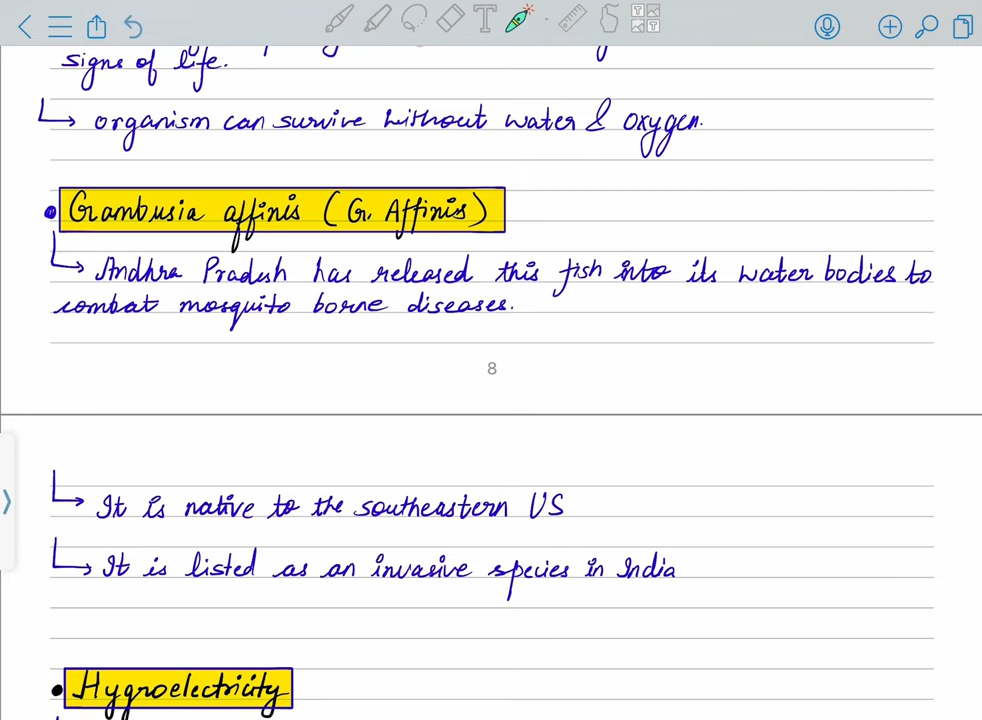 signs of life.
organism can survive without water & oxygen.
Gambusia affinis (G. Affinis)
Andhra Pradesh has released this fish into its water bodies to
combat mosquito borne diseases.
8
It is native to the southeastern US
It is listed as an invasive species in India
Hygroelectricity